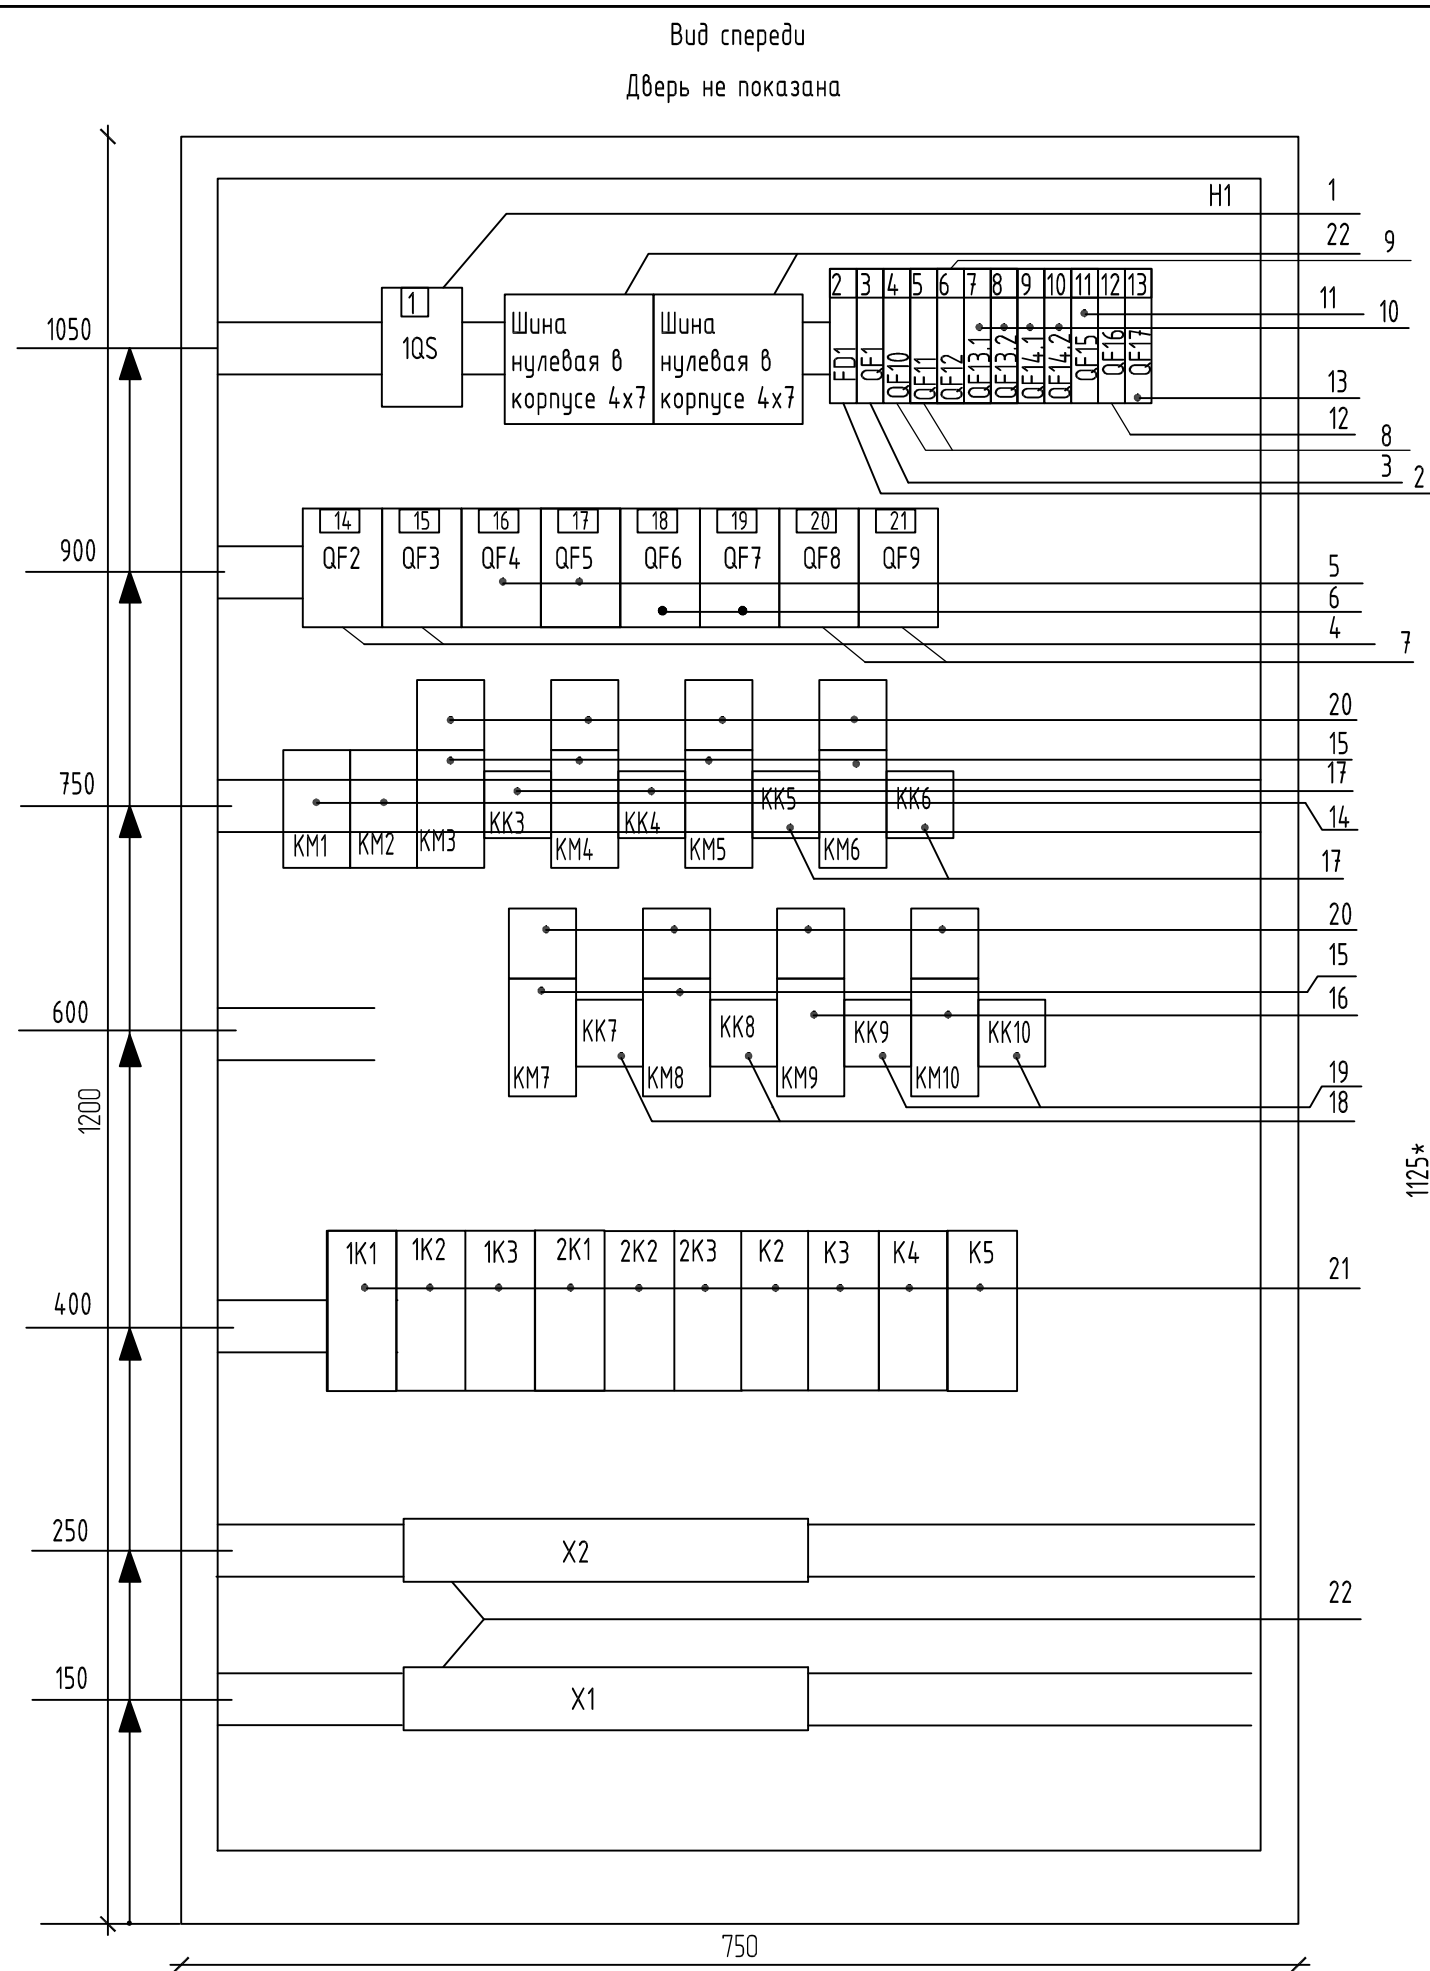 Вид спереди
Дверь не показана
H1
1
22
9
1
1QS
Шина
нулевая в
корпусе 4х7
Шина
нулевая в
корпусе 4х7
2 3 4 5 6 7 8 9 10 11 12 13
FD1 QF1 QF10 QF11 QF12 QF13.1 QF13.2 QF14.1 QF14.2 QF15 QF16 QF17
11
10
1050
13
12
8
3
2
14 15 16 17 18 19 20 21
QF2 QF3 QF4 QF5 QF6 QF7 QF8 QF9
900
5
6
4
7
20
15
17
750
KK3 KK4 KK5 KK6
14
KM1 KM2 KM3 KM4 KM5 KM6
17
20
15
16
600
KK7 KK8 KK9 KK10
KM7 KM8 KM9 KM10
19
18
1200
1125*
1K1 1K2 1K3 2K1 2K2 2K3 K2 K3 K4 K5
21
400
250
X2
22
150
X1
750